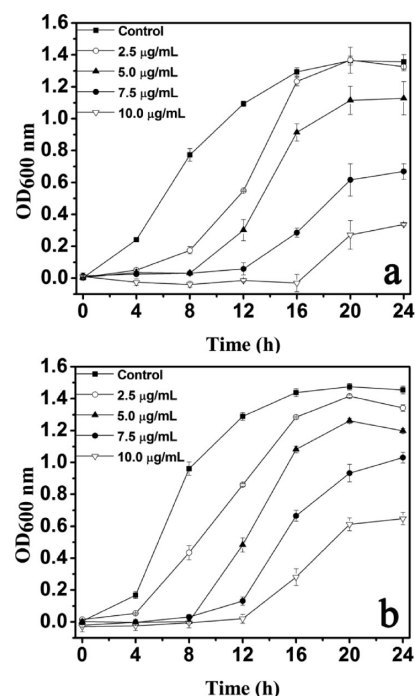 1.6
1.4
1.2
1.0
0.8
0.6
0.4
0.2
0.0
OD600 nm
Control
2.5 µg/mL
5.0 µg/mL
7.5 µg/mL
10.0 µg/mL
a
0 4 8 12 16 20 24
Time (h)
1.6
1.4
1.2
1.0
0.8
0.6
0.4
0.2
0.0
OD600 nm
Control
2.5 µg/mL
5.0 µg/mL
7.5 µg/mL
10.0 µg/mL
b
0 4 8 12 16 20 24
Time (h)